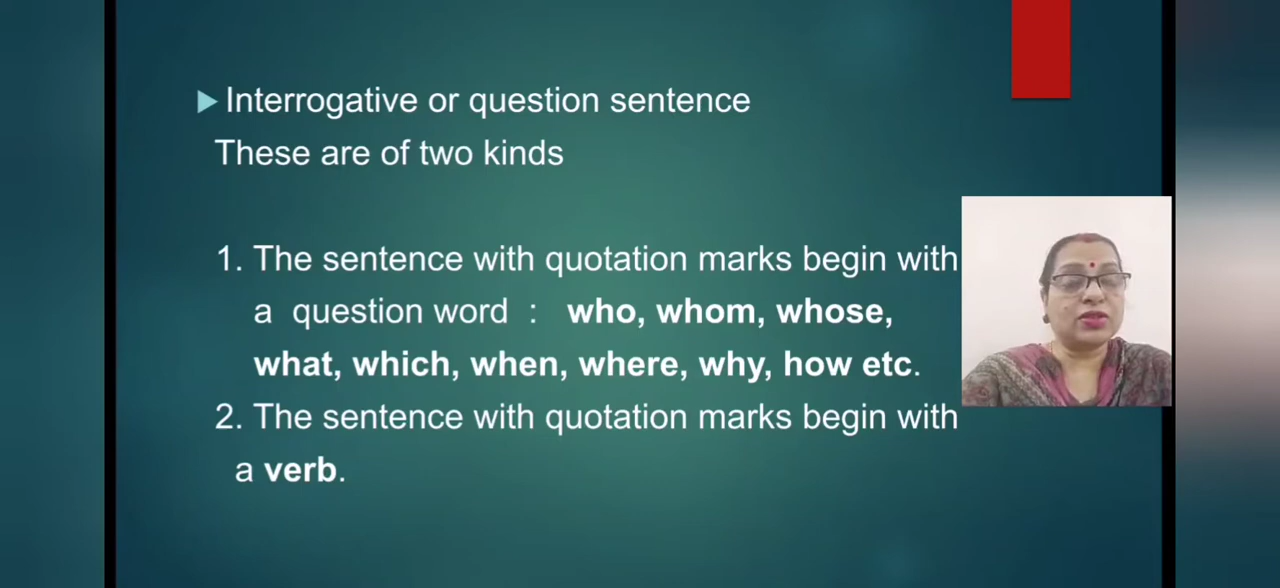 Interrogative or question sentence
These are of two kinds
1. The sentence with quotation marks begin with
a question word : who, whom, whose,
what, which, when, where, why, how etc.
2. The sentence with quotation marks begin with
a verb.